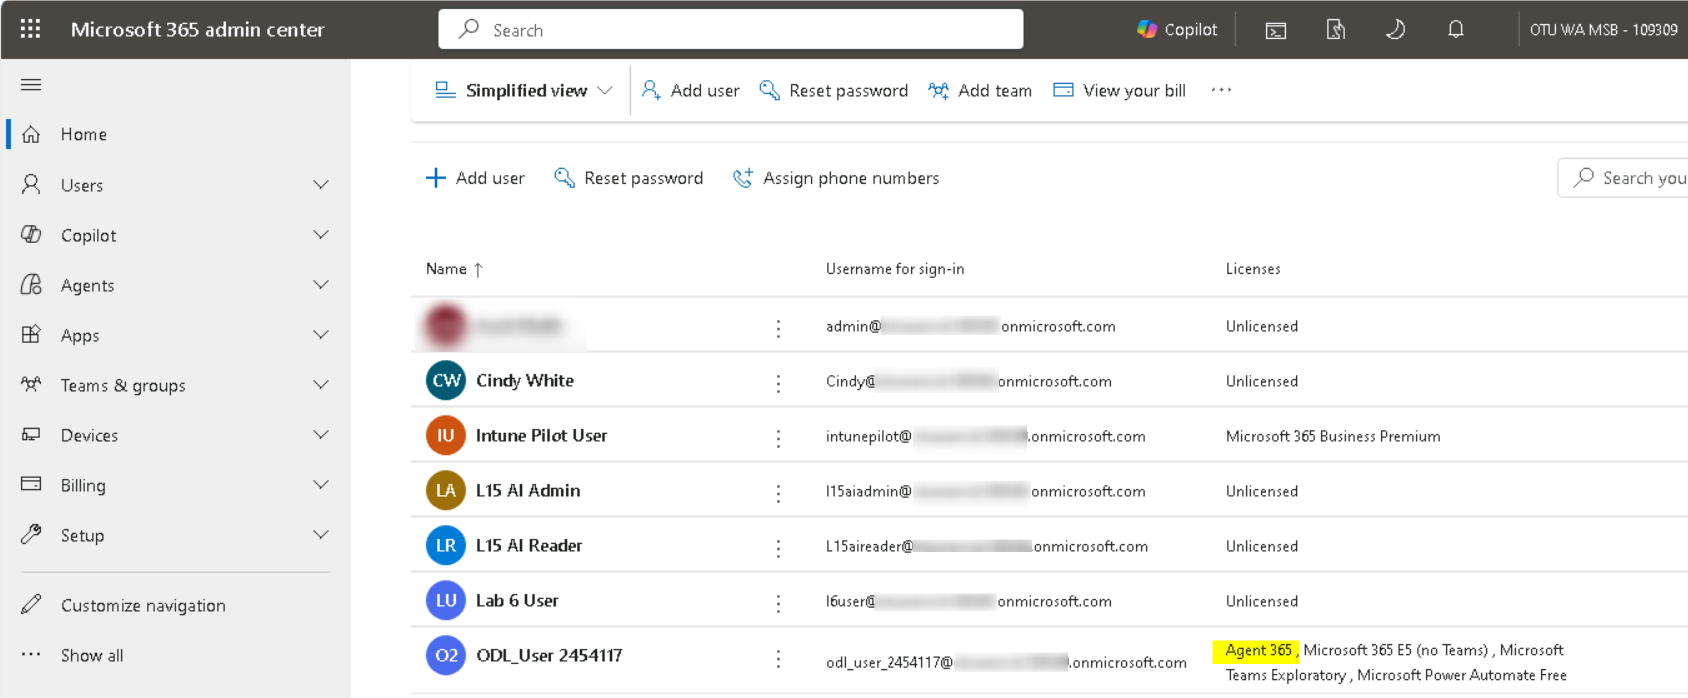 Microsoft 365 admin center
Search
Copilot
OTU WA MSB - 109309
Simplified view
Add user
Reset password
Add team
View your bill
Home
Users
Copilot
Agents
Apps
Teams & groups
Devices
Billing
Setup
Customize navigation
Show all
Add user
Reset password
Assign phone numbers
Search you
Name ↑ Username for sign-in Licenses
admin@ onmicrosoft.com Unlicensed
CW Cindy White Cindy@ onmicrosoft.com Unlicensed
IU Intune Pilot User intunepilot@ .onmicrosoft.com Microsoft 365 Business Premium
LA L15 AI Admin l15aiadmin@ onmicrosoft.com Unlicensed
LR L15 AI Reader L15aireader@ .onmicrosoft.com Unlicensed
LU Lab 6 User l6user@ onmicrosoft.com Unlicensed
O2 ODL_User 2454117 odl_user_2454117@ .onmicrosoft.com Agent 365 , Microsoft 365 E5 (no Teams) , Microsoft
Teams Exploratory , Microsoft Power Automate Free